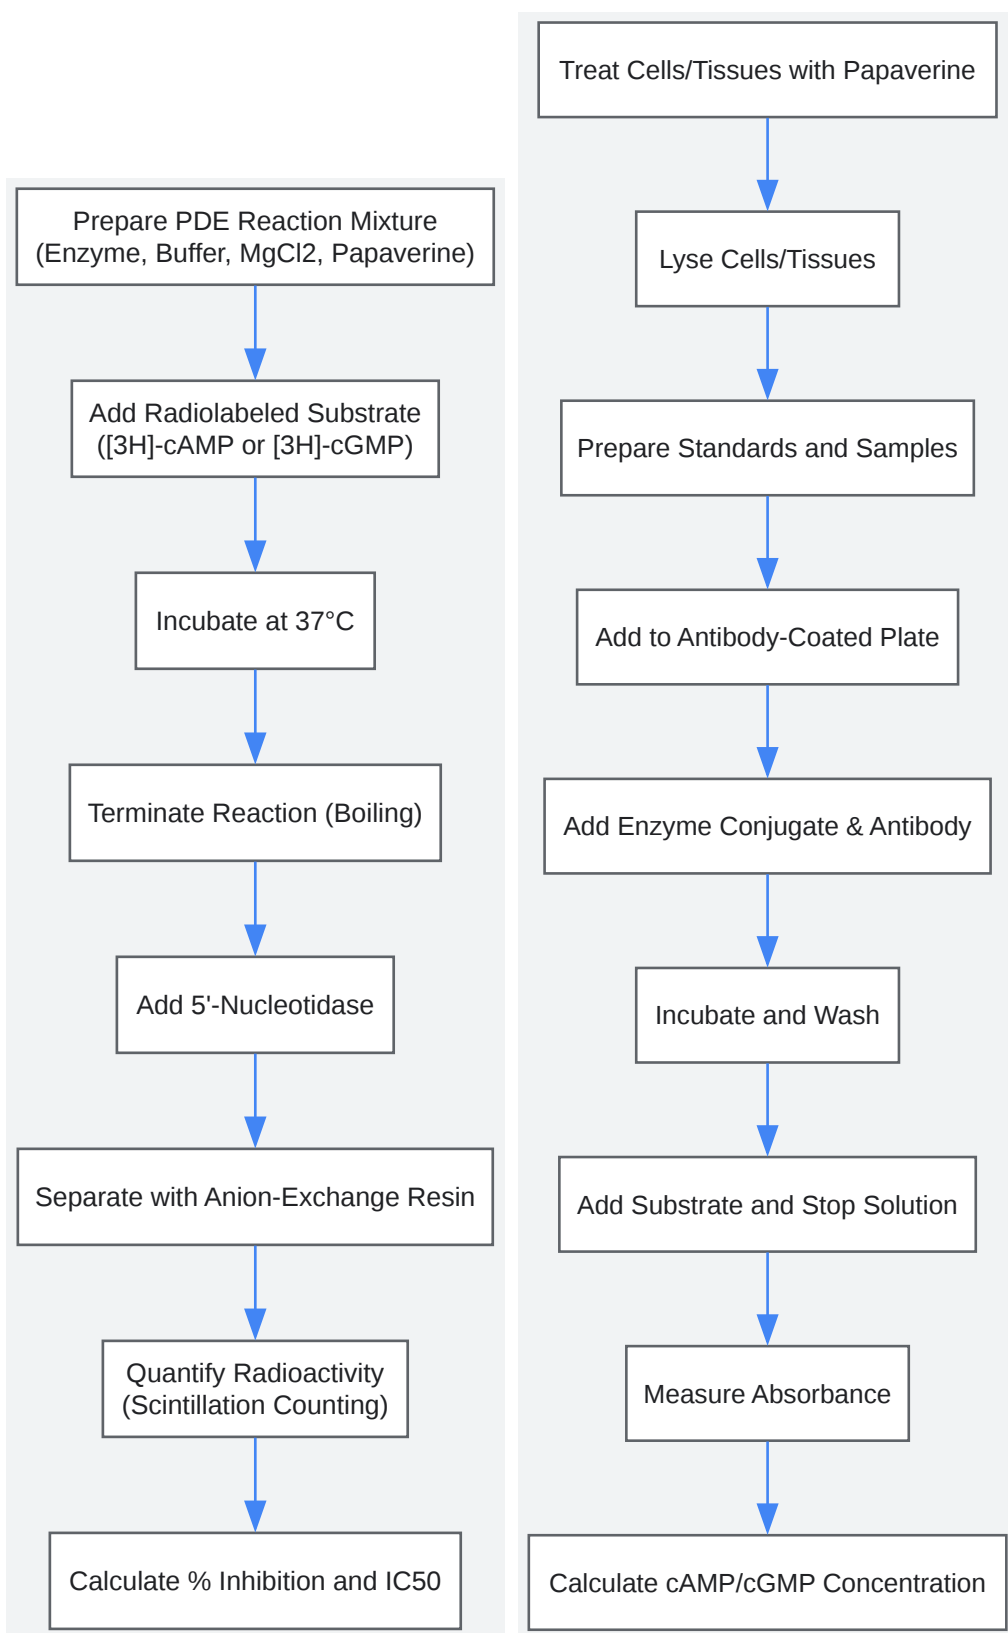 Prepare PDE Reaction Mixture
(Enzyme, Buffer, MgCl2, Papaverine)
Add Radiolabeled Substrate
([3H]-cAMP or [3H]-cGMP)
Incubate at 37°C
Terminate Reaction (Boiling)
Add 5'-Nucleotidase
Separate with Anion-Exchange Resin
Quantify Radioactivity
(Scintillation Counting)
Calculate % Inhibition and IC50
Treat Cells/Tissues with Papaverine
Lyse Cells/Tissues
Prepare Standards and Samples
Add to Antibody-Coated Plate
Add Enzyme Conjugate & Antibody
Incubate and Wash
Add Substrate and Stop Solution
Measure Absorbance
Calculate cAMP/cGMP Concentration